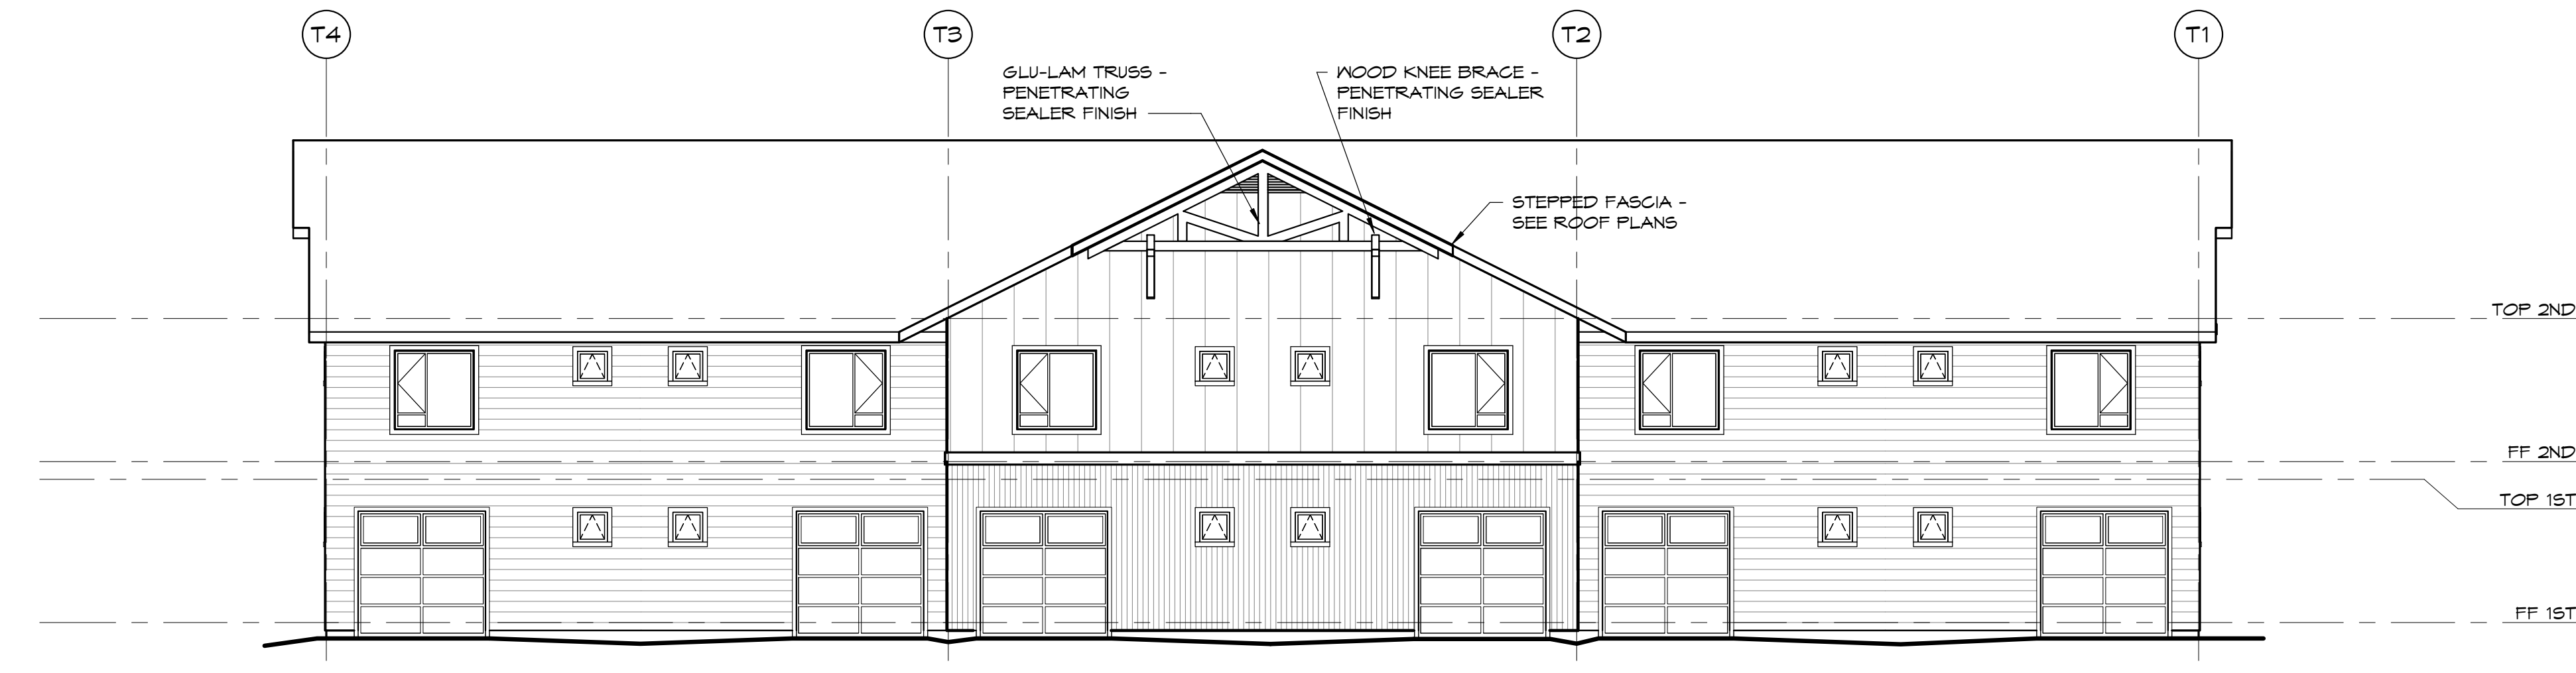 T4
T3
T2
T1
GLU-LAM TRUSS -
PENETRATING
SEALER FINISH
WOOD KNEE BRACE -
PENETRATING SEALER
FINISH
STEPPED FASCIA -
SEE ROOF PLANS
TOP 2ND
FF 2ND
TOP 1ST
FF 1ST